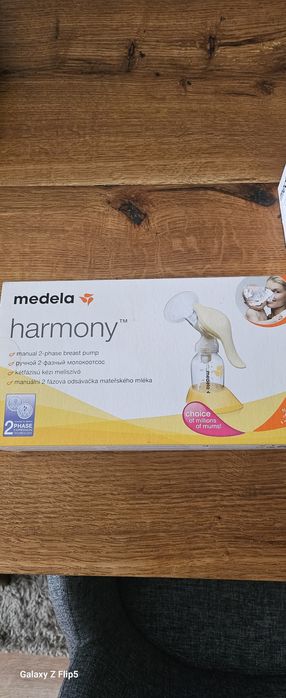 medela
harmony™
manual 2-phase breast pump
ручной 2 фазный молокоотсос
kétfázisú kézi mellszívó
manuální 2 fázová odsávačka mateřského mléka
2 PHASE
choice
of millions
of mums!
medela
Galaxy Z Flip5